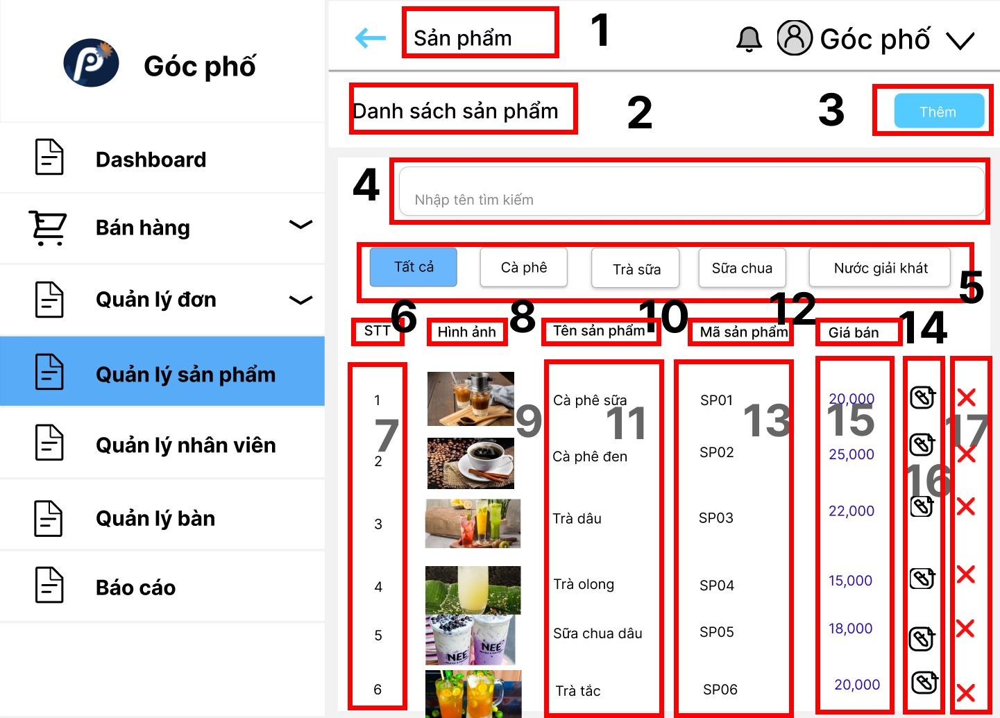 Góc phố
Dashboard
Bán hàng
Quản lý đơn
Quản lý sản phẩm
Quản lý nhân viên
Quản lý bàn
Báo cáo
Sản phẩm
1
Góc phố
Danh sách sản phẩm
2
3
Thêm
4
Nhập tên tìm kiếm
Tất cả
Cà phê
Trà sữa
Sữa chua
Nước giải khát
5
STT
6
Hình ảnh
8
Tên sản phẩm
10
Mã sản phẩm
12
Giá bán
14
1
Cà phê sữa
SP01
20,000
7
9
11
13
15
17
2
Cà phê đen
SP02
25,000
16
3
Trà dâu
SP03
22,000
4
Trà olong
SP04
15,000
5
NEE
NEE
Sữa chua dâu
SP05
18,000
6
Trà tắc
SP06
20,000